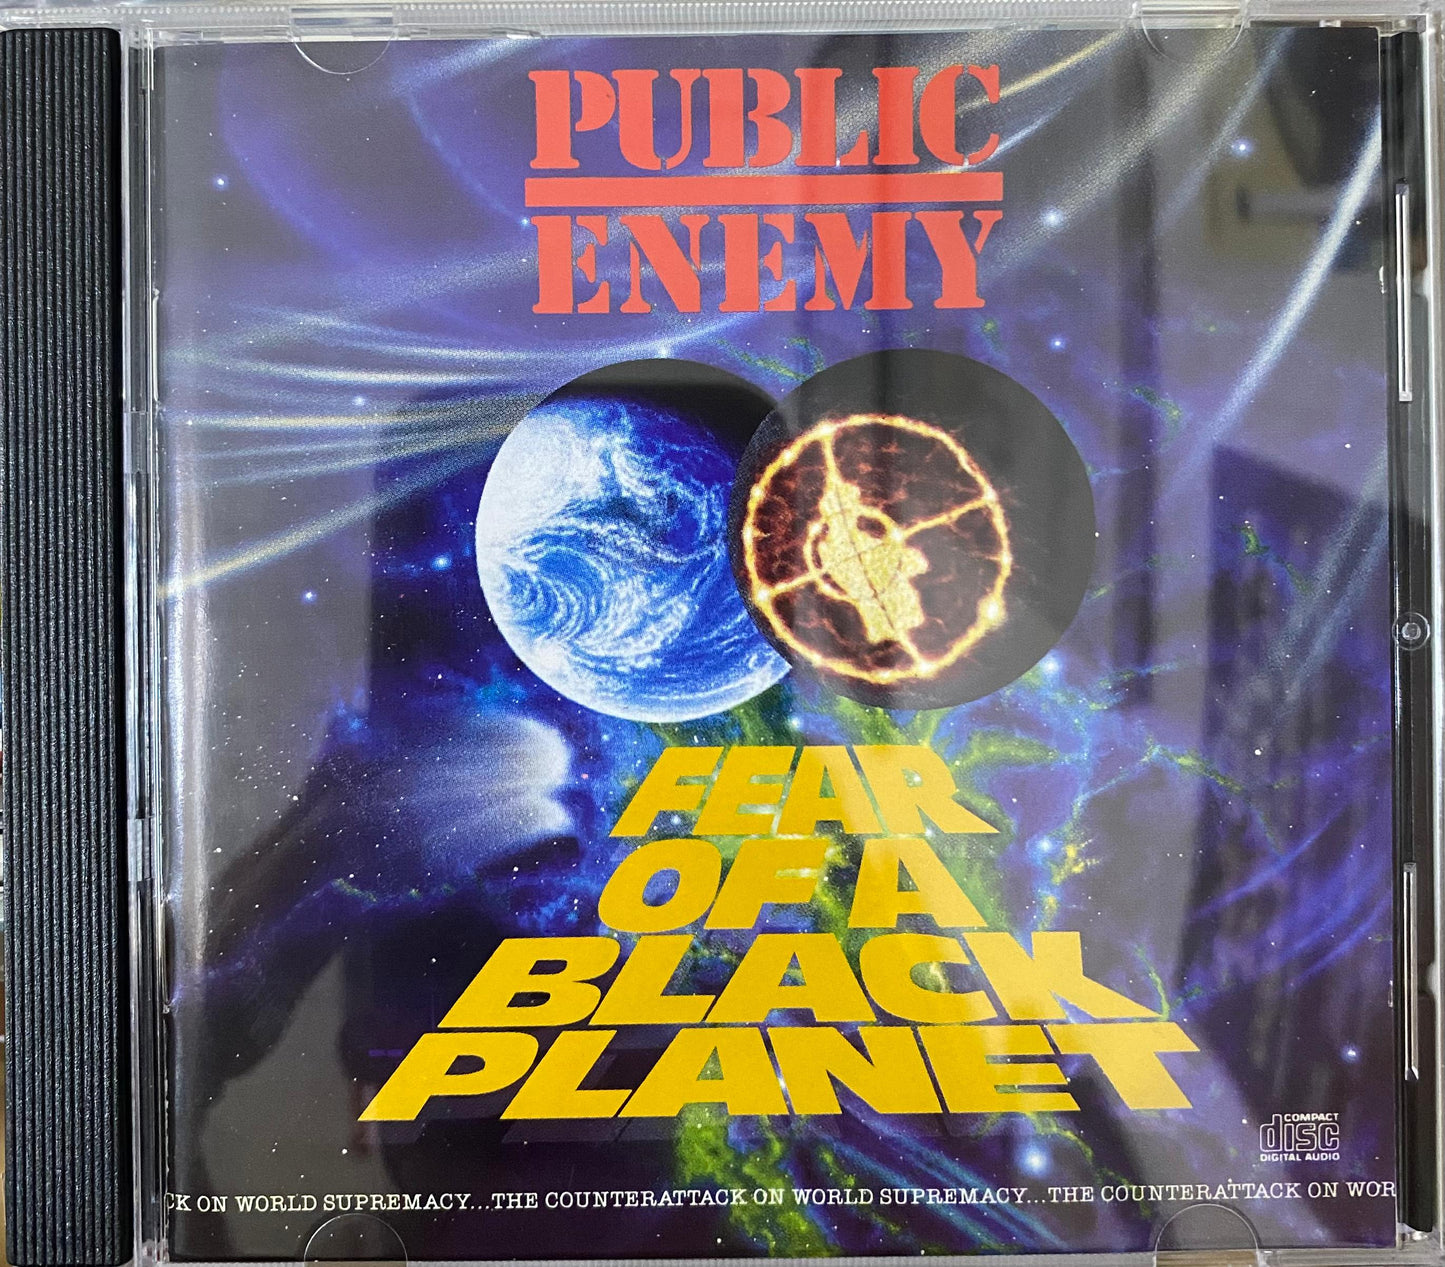 PUBLIC
ENEMY
FEAR
OF A
BLACK
PLANET
COMPACT
disc
DIGITAL AUDIO
CK ON WORLD SUPREMACY...THE COUNTERATTACK ON WORLD SUPREMACY...THE COUNTERATTACK ON WOR